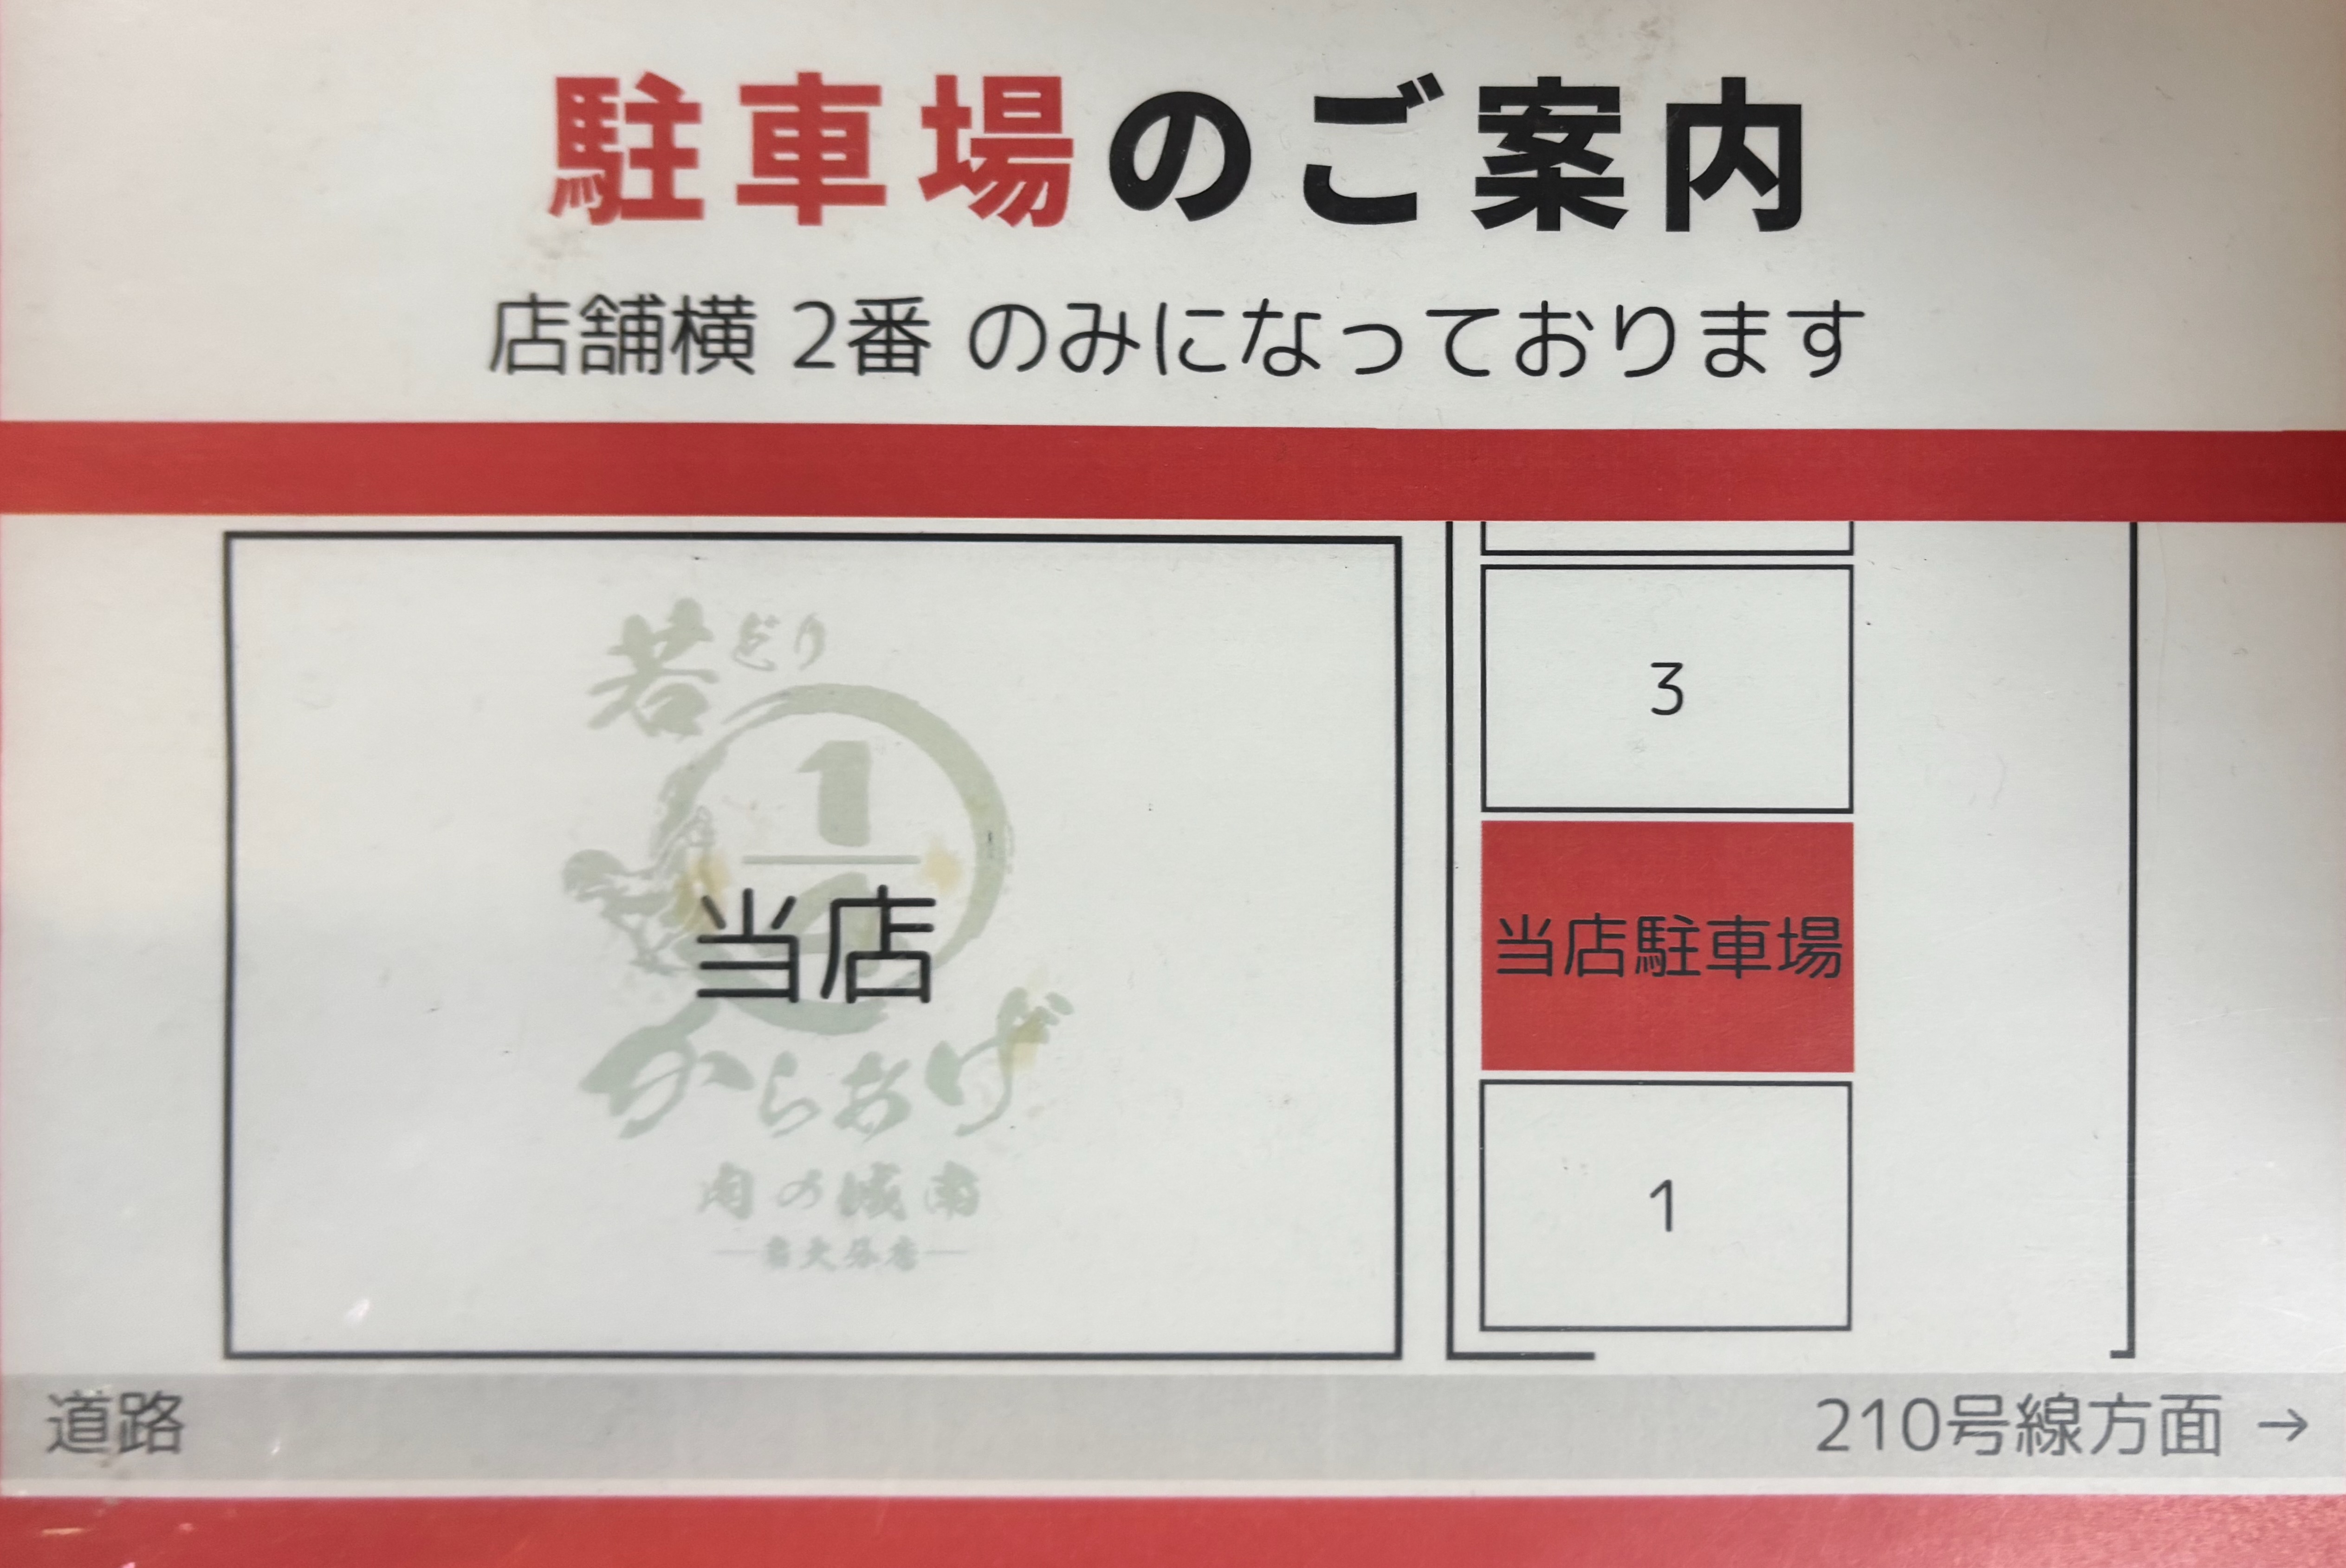 駐車場のご案内
店舗横 2番 のみになっております
3
若どり
1
当店
当店駐車場
からあげ
肉の城南
1
道路
210号線方面 →